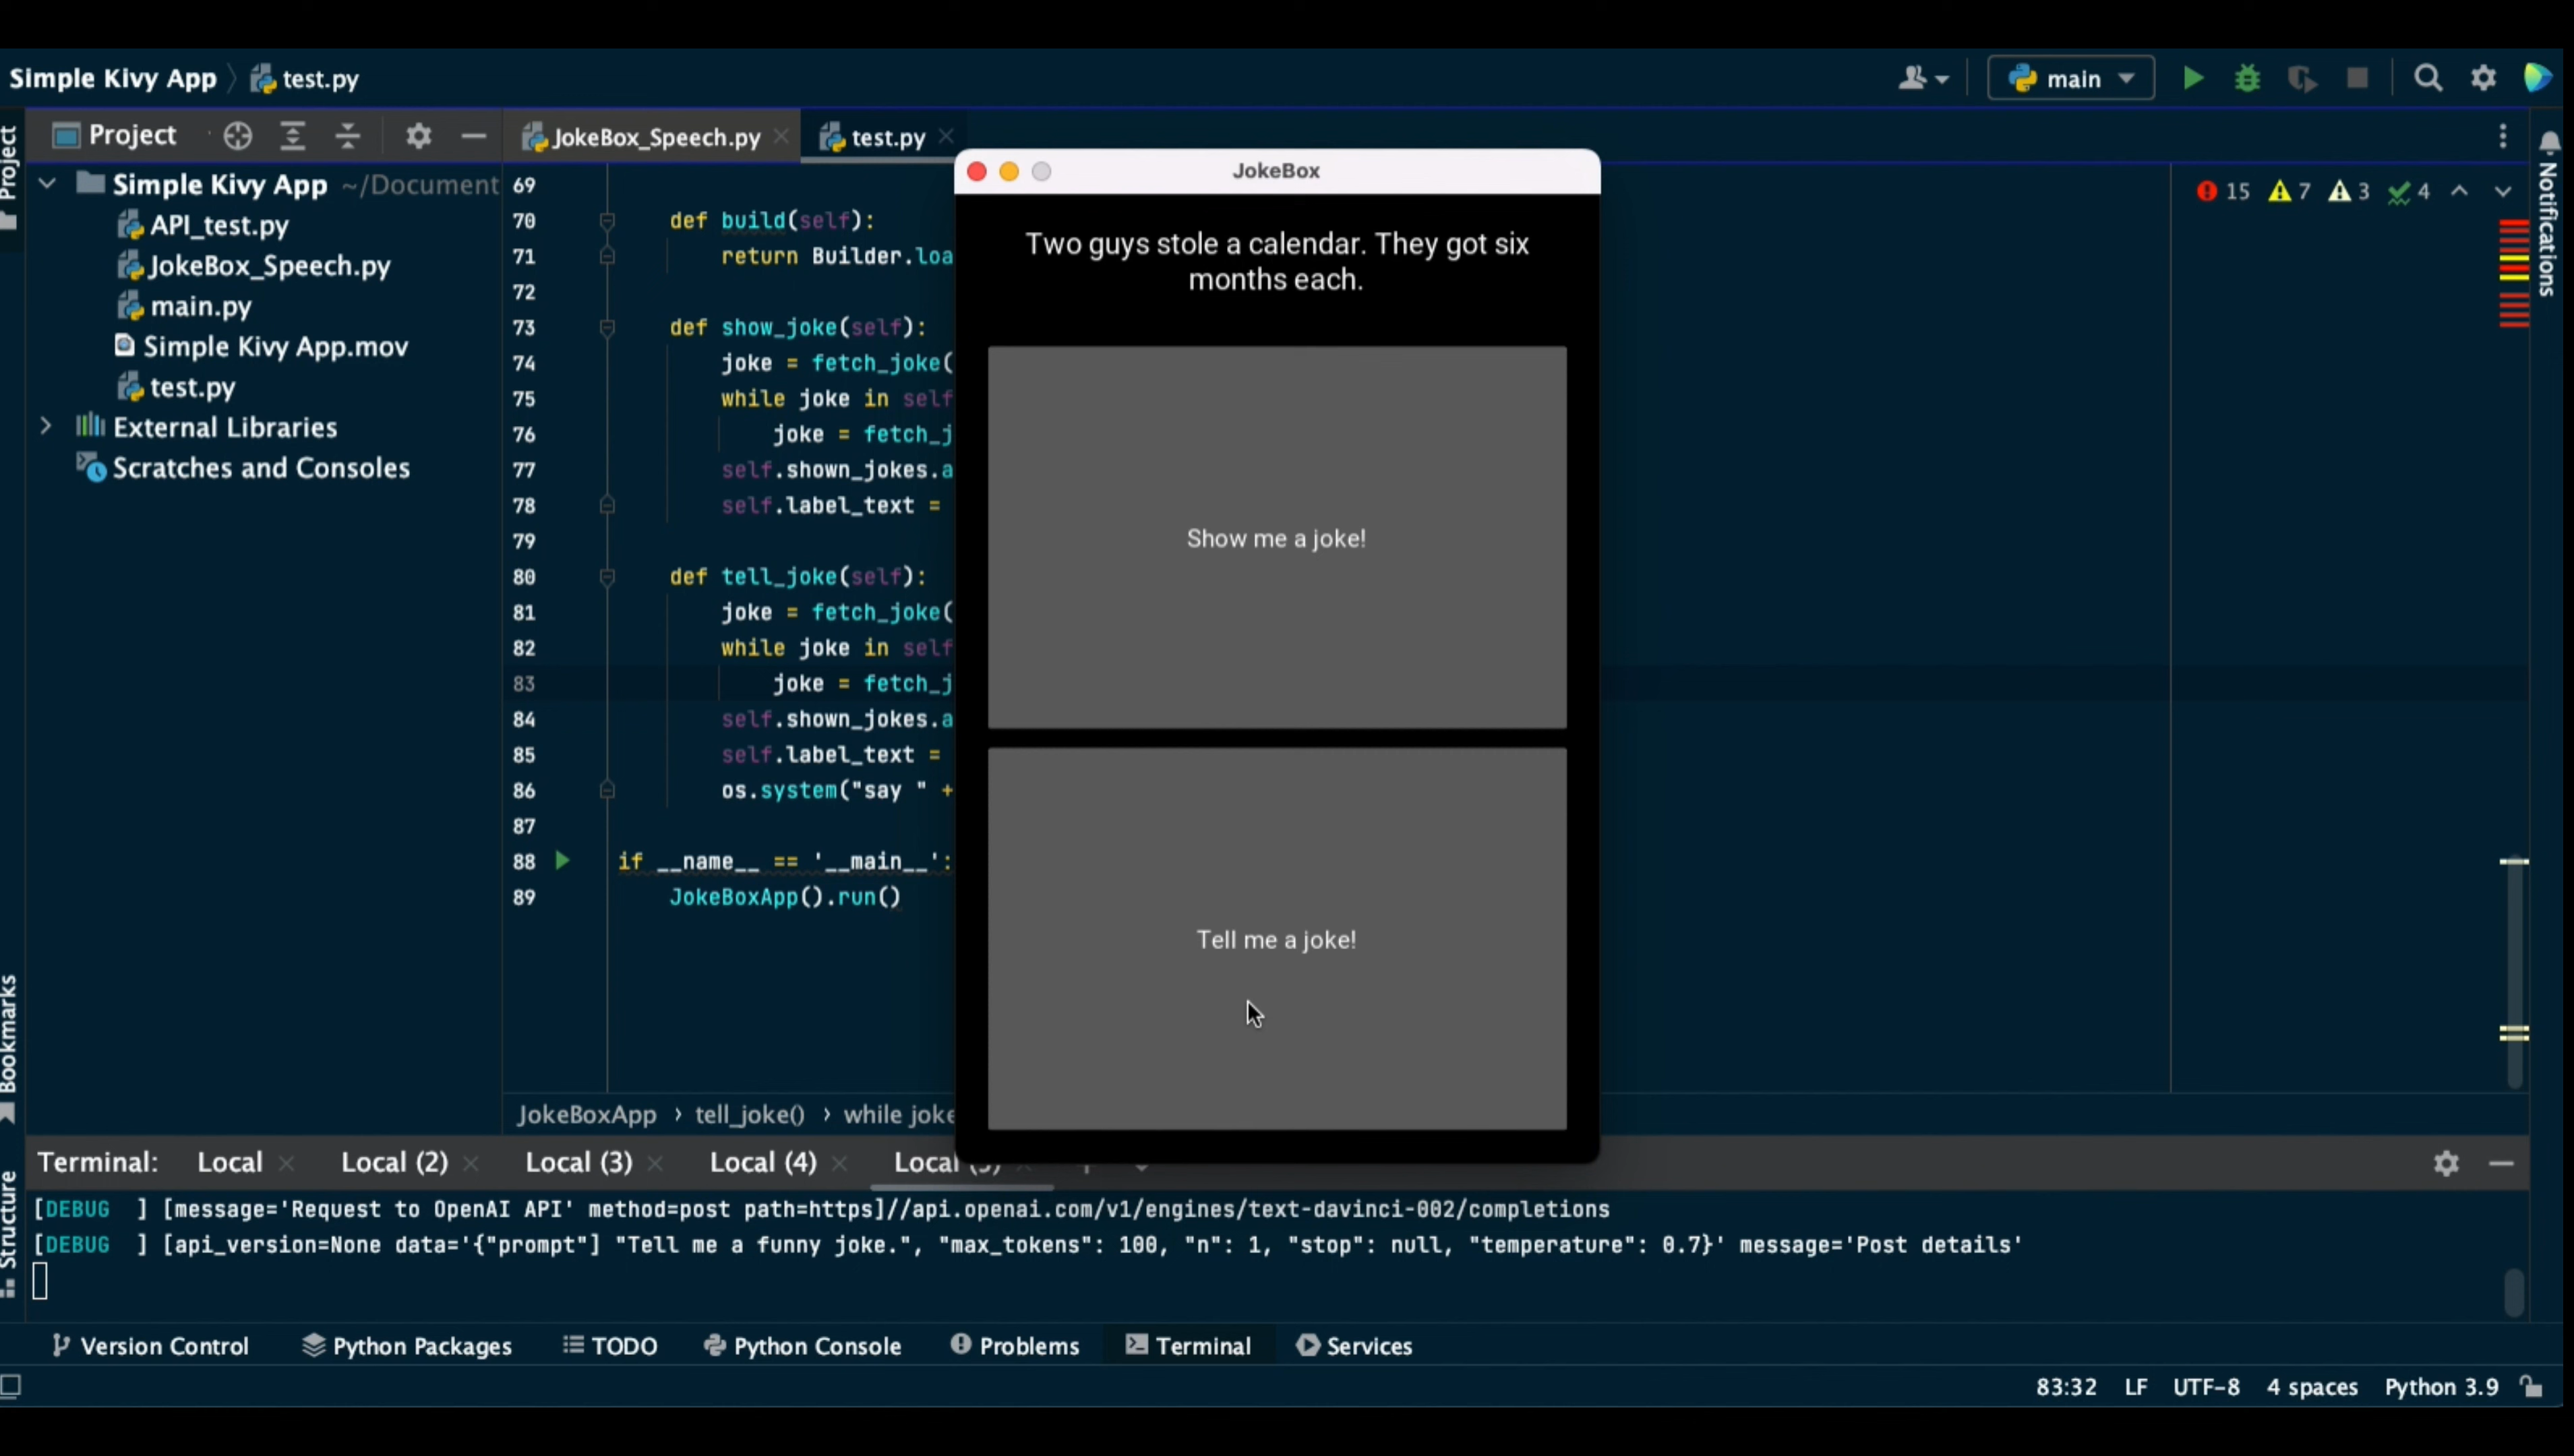 Simple Kivy App
test.py
main
Project
Project
JokeBox_Speech.py
test.py
Simple Kivy App ~/Document
API_test.py
JokeBox_Speech.py
main.py
Simple Kivy App.mov
test.py
External Libraries
Scratches and Consoles
15 7 3 4
Notifications
69
70 def build(self):
71 return Builder.loa
72
73 def show_joke(self):
74 joke = fetch_joke(
75 while joke in self
76 joke = fetch_j
77 self.shown_jokes.a
78 self.label_text =
79
80 def tell_joke(self):
81 joke = fetch_joke(
82 while joke in self
83 joke = fetch_j
84 self.shown_jokes.a
85 self.label_text =
86 os.system("say " +
87
88 if __name__ == '__main__':
89 JokeBoxApp().run()
JokeBox
Two guys stole a calendar. They got six
months each.
Show me a joke!
Tell me a joke!
JokeBoxApp › tell_joke() › while joke
Bookmarks
Structure
Terminal: Local Local (2) Local (3) Local (4) Local
[DEBUG ] [message='Request to OpenAI API' method=post path=https]//api.openai.com/v1/engines/text-davinci-002/completions
[DEBUG ] [api_version=None data='{"prompt"] "Tell me a funny joke.", "max_tokens": 100, "n": 1, "stop": null, "temperature": 0.7}' message='Post details'
Version Control Python Packages TODO Python Console Problems Terminal Services
83:32 LF UTF-8 4 spaces Python 3.9